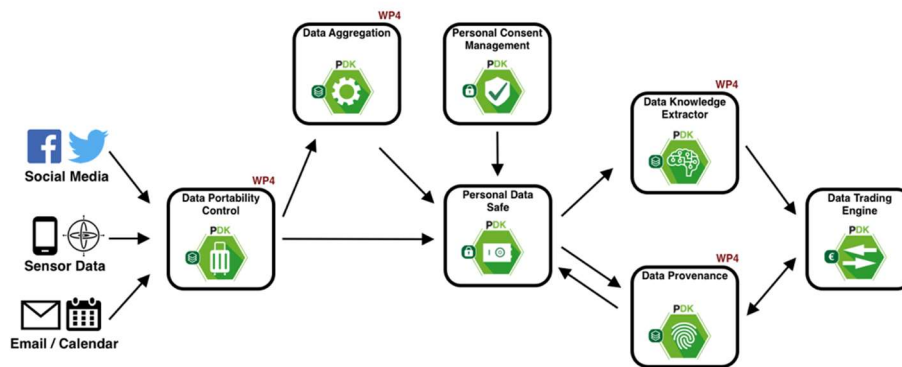 WP4
Data Aggregation
PDK
Personal Consent
Management
PDK
WP4
Data Knowledge
Extractor
PDK
Social Media
WP4
Data Portability
Control
PDK
Personal Data
Safe
PDK
Data Trading
Engine
PDK
€
Sensor Data
WP4
Data Provenance
PDK
Email / Calendar